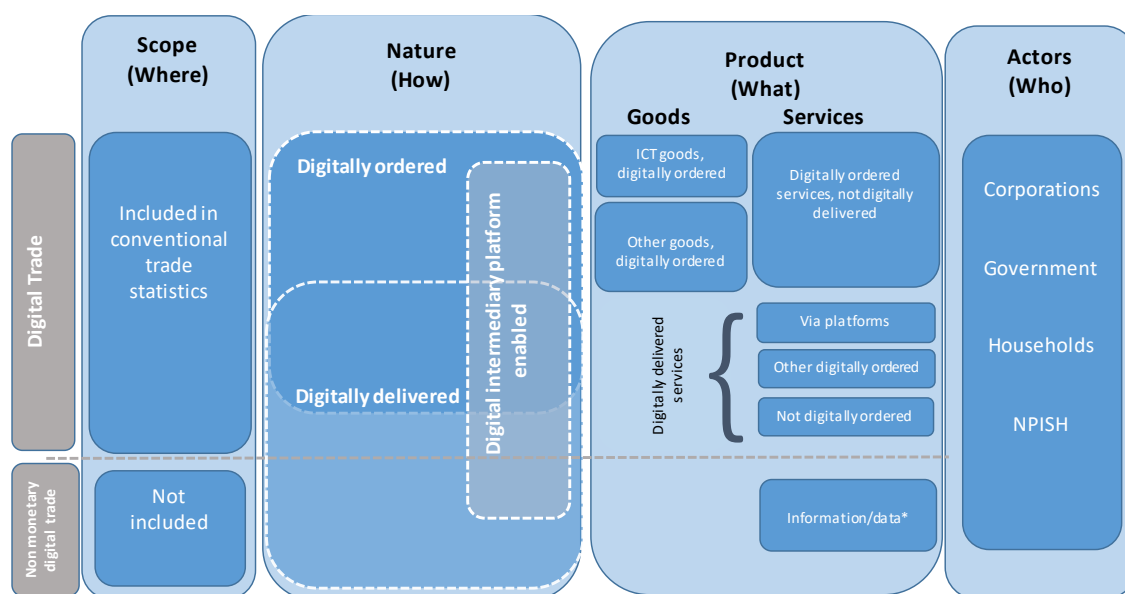 Scope
(Where)
Nature
(How)
Product
(What)
Actors
(Who)
Goods
Services
Digital Trade
Included in
conventional
trade
statistics
Digitally ordered
Digital intermediary platform
enabled
Digitally delivered
ICT goods,
digitally ordered
Other goods,
digitally ordered
Digitally ordered
services, not digitally
delivered
Digitally delivered
services
Via platforms
Other digitally ordered
Not digitally ordered
Corporations
Government
Households
NPISH
Non monetary
digital trade
Not
included
Information/data*